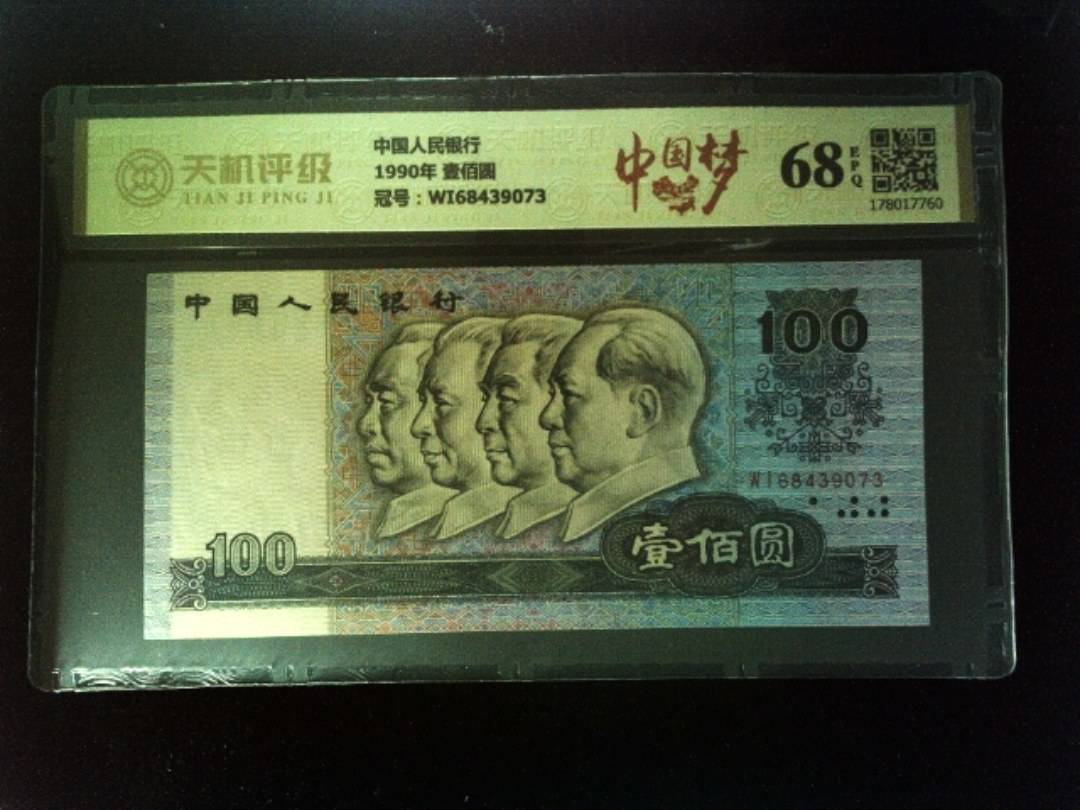 天机评级
TIAN JI PING JI
中国人民银行
1990年 壹佰圆
冠号：WI68439073
中国梦
68
EPQ
178017760
中国人民银行
100
WI68439073
100
壹佰圆